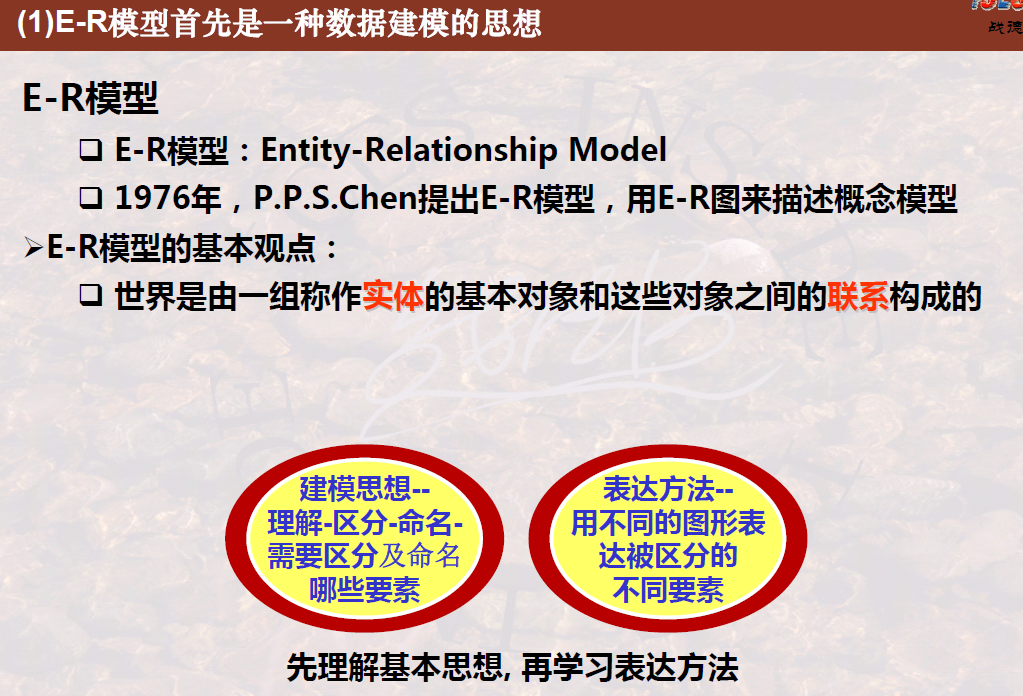 (1)E-R模型首先是一种数据建模的思想
战德
E-R模型
❑ E-R模型：Entity-Relationship Model
❑ 1976年，P.P.S.Chen提出E-R模型，用E-R图来描述概念模型
➢E-R模型的基本观点：
❑ 世界是由一组称作实体的基本对象和这些对象之间的联系构成的
建模思想--
理解-区分-命名-
需要区分及命名
哪些要素
表达方法--
用不同的图形表
达被区分的
不同要素
先理解基本思想, 再学习表达方法